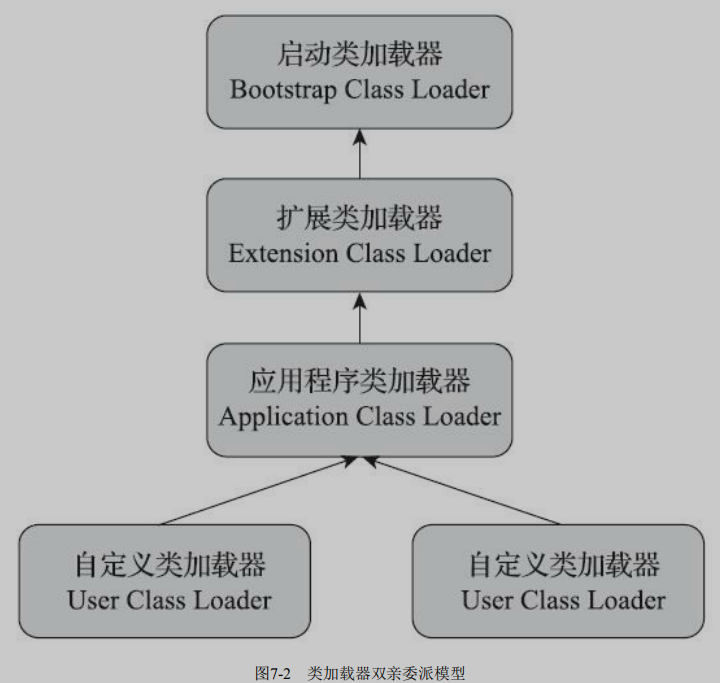 启动类加载器
Bootstrap Class Loader
扩展类加载器
Extension Class Loader
应用程序类加载器
Application Class Loader
自定义类加载器
User Class Loader
自定义类加载器
User Class Loader
图7-2 类加载器双亲委派模型